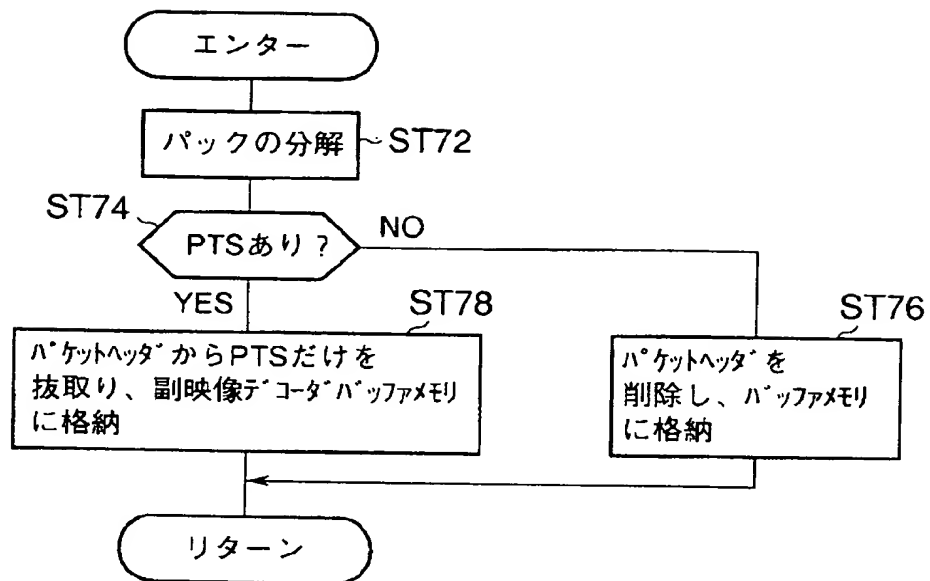 エンター
パックの分解
ST72
ST74
PTSあり?
NO
YES
ST78
ST76
パケットヘッダからPTSだけを
抜取り、副映像デコーダバッファメモリ
に格納
パケットヘッダを
削除し、バッファメモリ
に格納
リターン